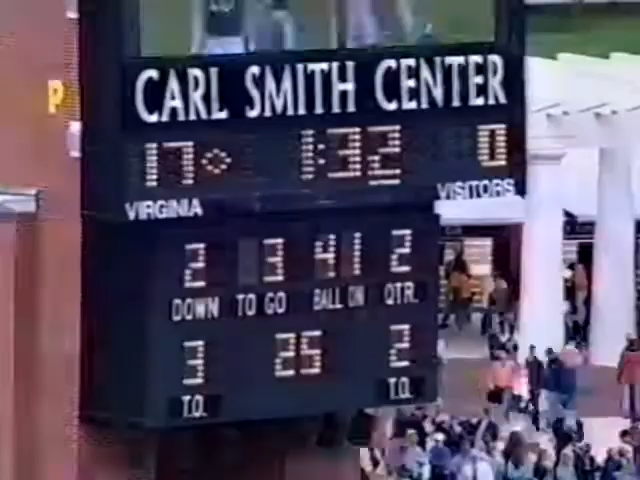 P
CARL SMITH CENTER
17 1:32 0
VIRGINIA VISITORS
2 3 41 2
DOWN TO GO BALL ON QTR.
3 25 2
T.O. T.O.